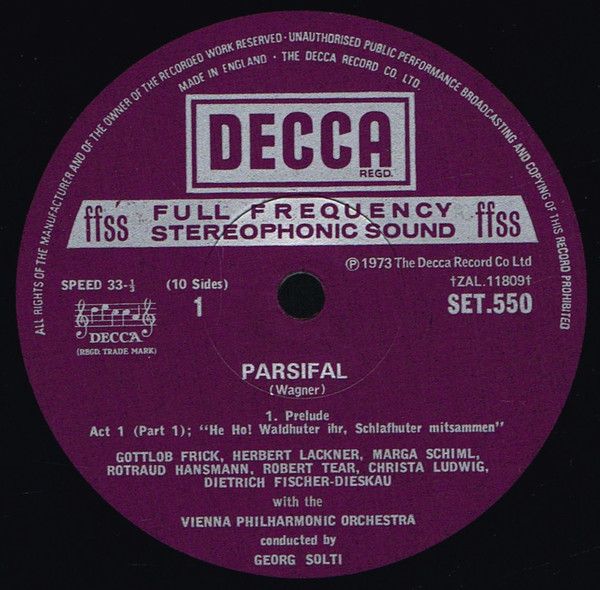 ALL RIGHTS OF THE MANUFACTURER AND OF THE OWNER OF THE RECORDED WORK RESERVED · UNAUTHORISED PUBLIC PERFORMANCE BROADCASTING AND COPYING OF THIS RECORD PROHIBITED
MADE IN ENGLAND · THE DECCA RECORD CO. LTD.
DECCA
REGD.
ffss FULL FREQUENCY ffss
STEREOPHONIC SOUND
Ⓟ 1973 The Decca Record Co Ltd
SPEED 33-⅓ (10 Sides) †ZAL.11809†
1 SET.550
DECCA
(REGD. TRADE MARK)
PARSIFAL
(Wagner)
1. Prelude
Act 1 (Part 1); "He Ho! Waldhuter ihr, Schlafhuter mitsammen"
GOTTLOB FRICK, HERBERT LACKNER, MARGA SCHIML,
ROTRAUD HANSMANN, ROBERT TEAR, CHRISTA LUDWIG,
DIETRICH FISCHER-DIESKAU
with the
VIENNA PHILHARMONIC ORCHESTRA
conducted by
GEORG SOLTI